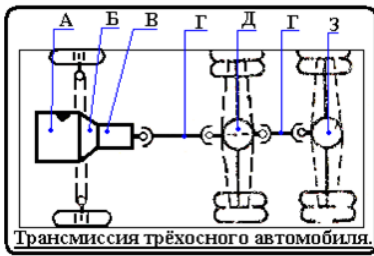 А Б В Г Д Г З
Трансмиссия трёхосного автомобиля.